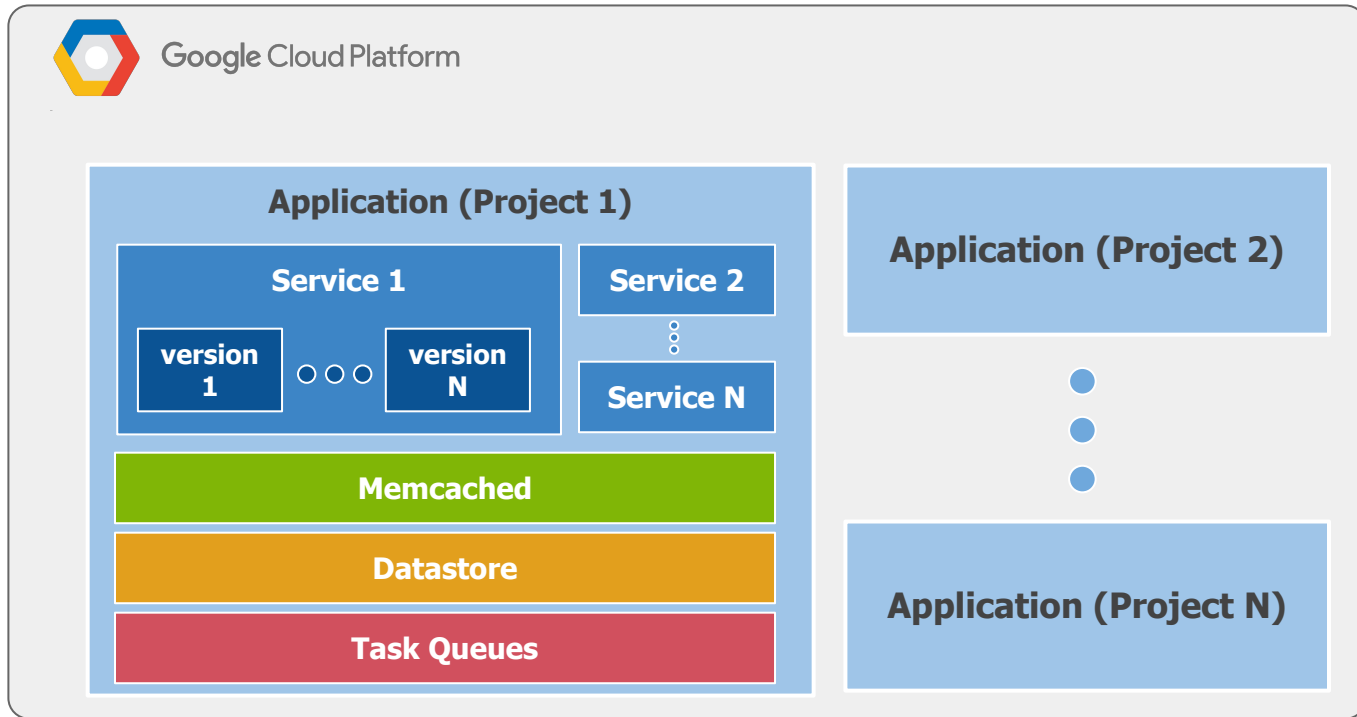 Google Cloud Platform
Application (Project 1)
Service 1
version
1
version
N
Service 2
Service N
Memcached
Datastore
Task Queues
Application (Project 2)
Application (Project N)